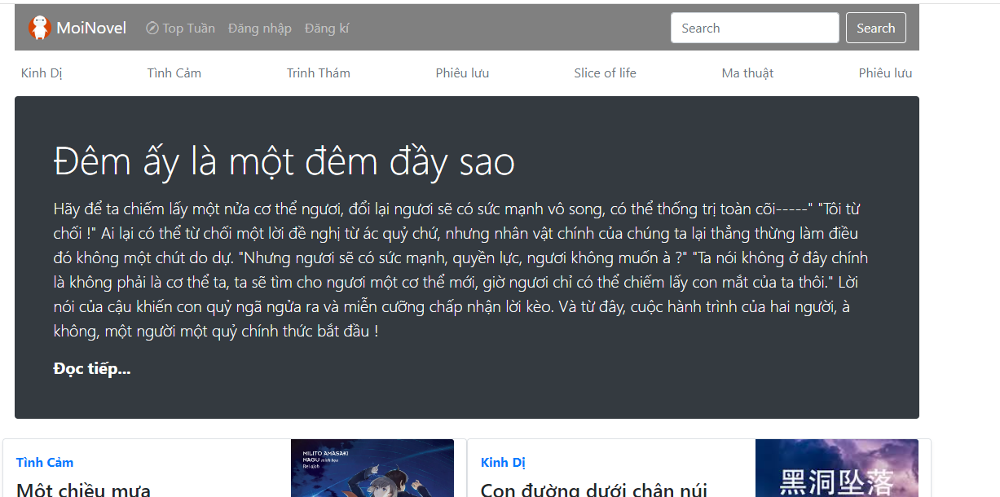 MoiNovel Top Tuần Đăng nhập Đăng kí Search Search
Kinh Dị Tình Cảm Trinh Thám Phiêu lưu Slice of life Ma thuật Phiêu lưu
Đêm ấy là một đêm đầy sao
Hãy để ta chiếm lấy một nửa cơ thể ngươi, đổi lại ngươi sẽ có sức mạnh vô song, có thể thống trị toàn cõi-----" "Tôi từ
chối !" Ai lại có thể từ chối một lời đề nghị từ ác quỷ chứ, nhưng nhân vật chính của chúng ta lại thẳng thừng làm điều
đó không một chút do dự. "Nhưng ngươi sẽ có sức mạnh, quyền lực, ngươi không muốn à ?" "Ta nói không ở đây chính
là không phải là cơ thể ta, ta sẽ tìm cho ngươi một cơ thể mới, giờ ngươi chỉ có thể chiếm lấy con mắt của ta thôi." Lời
nói của cậu khiến con quỷ ngã ngửa ra và miễn cưỡng chấp nhận lời kèo. Và từ đây, cuộc hành trình của hai người, à
không, một người một quỷ chính thức bắt đầu !
Đọc tiếp...
Tình Cảm
Một chiều mưa
MILITO AMASAKI
NAGU minh họa
Rei dịch
Kinh Dị
Con đường dưới chân núi
黑洞坠落